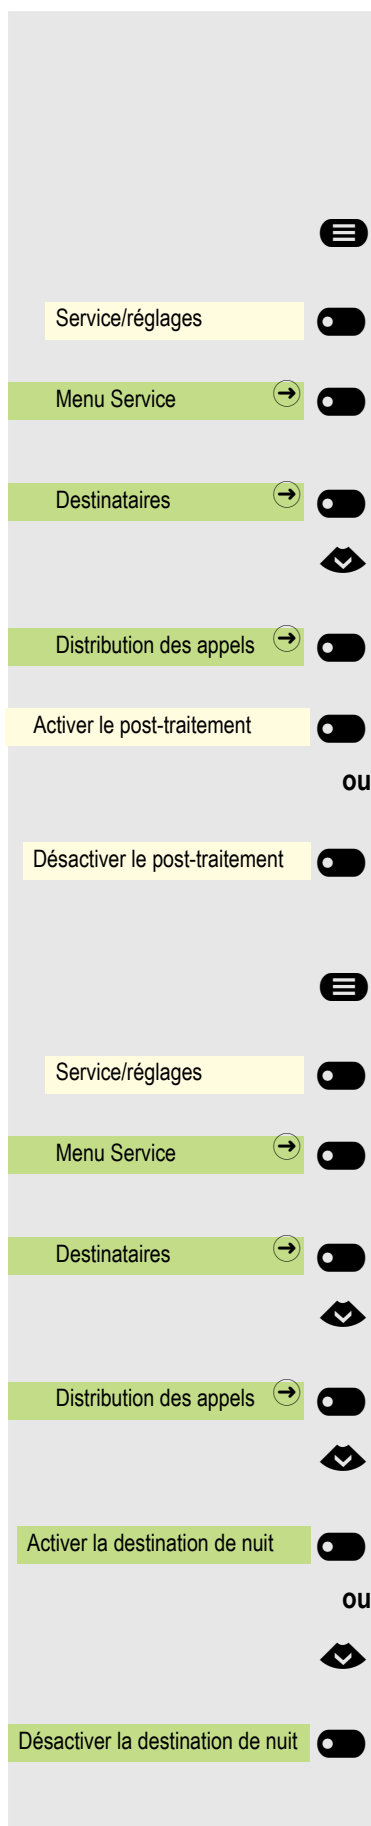 Service/réglages
Menu Service
Destinataires
Distribution des appels
Activer le post-traitement
ou
Désactiver le post-traitement
Service/réglages
Menu Service
Destinataires
Distribution des appels
Activer la destination de nuit
ou
Désactiver la destination de nuit